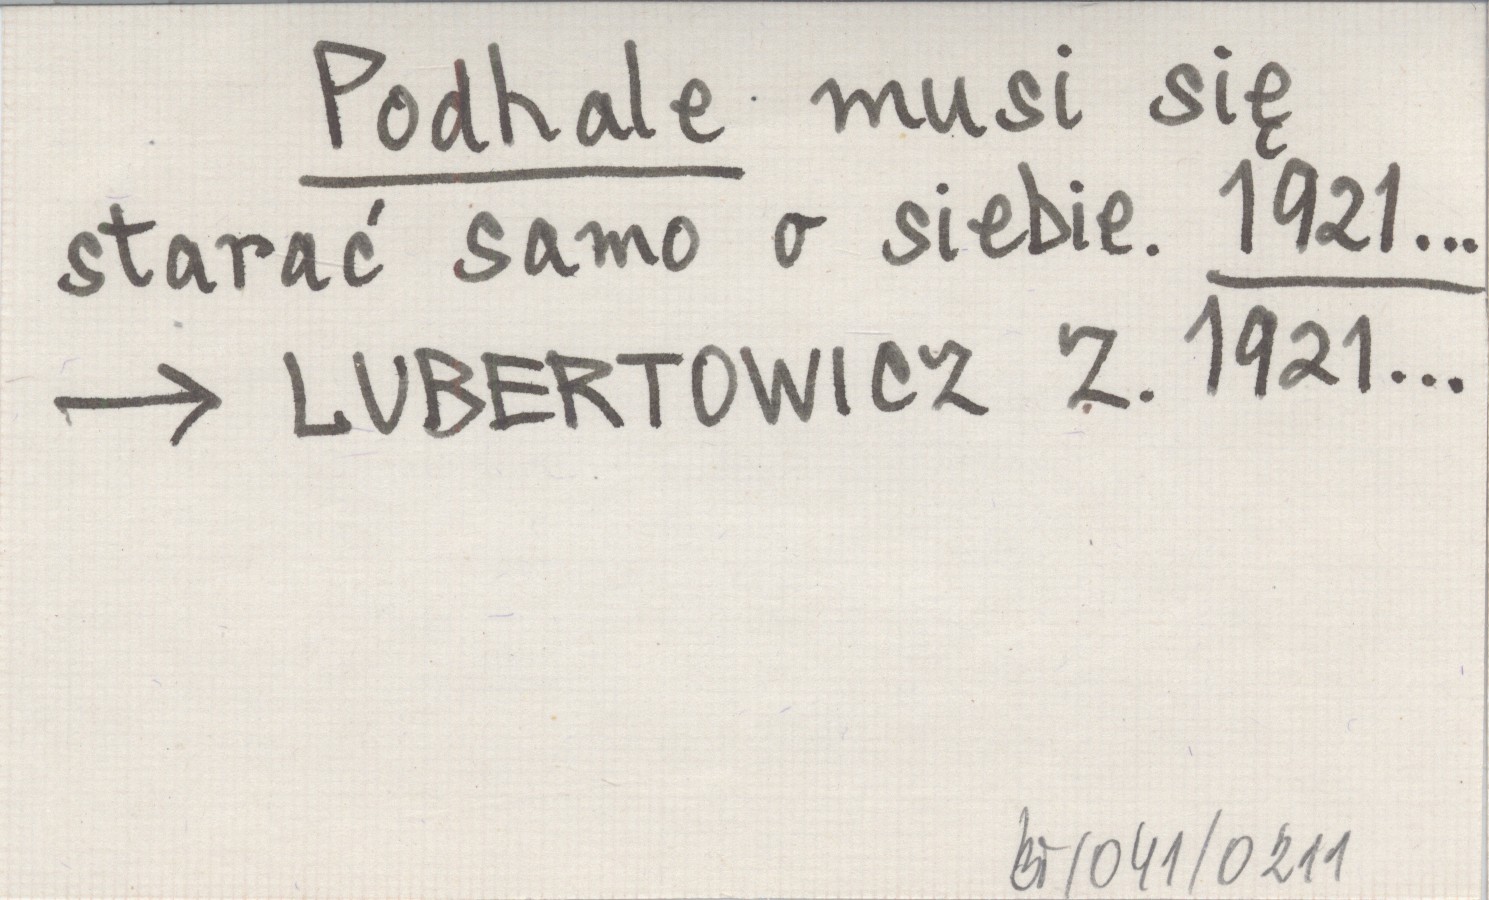 Podhale musi się
starać samo o siebie. 1921...
→ LUBERTOWICZ Z. 1921...
/041/0211